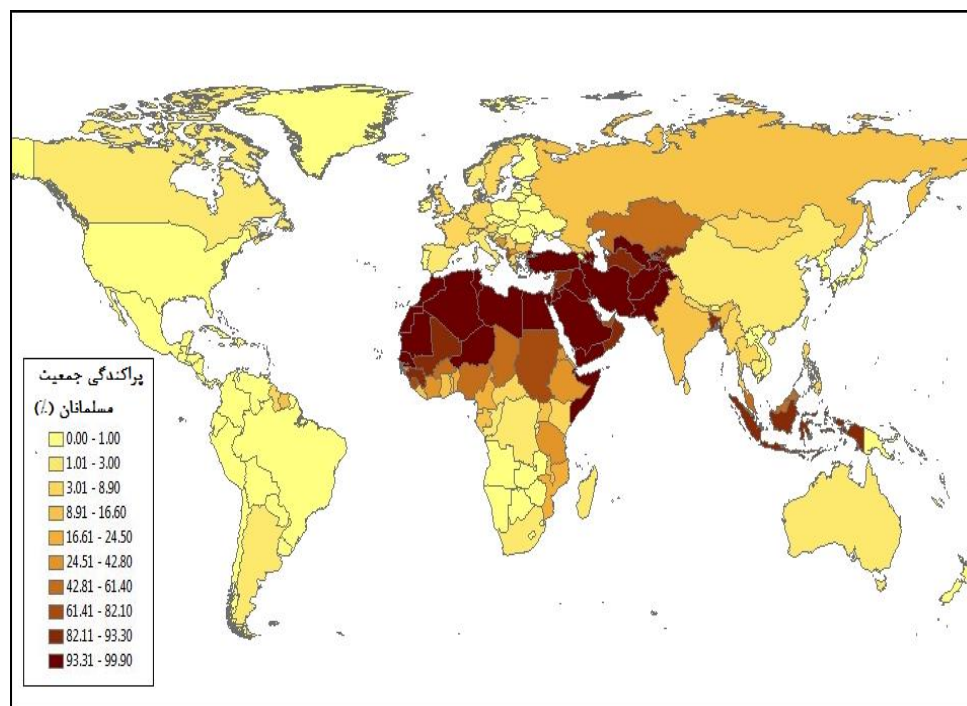 پراکندگی جمعیت
مسلمانان (٪)
0.00 - 1.00
1.01 - 3.00
3.01 - 8.90
8.91 - 16.60
16.61 - 24.50
24.51 - 42.80
42.81 - 61.40
61.41 - 82.10
82.11 - 93.30
93.31 - 99.90